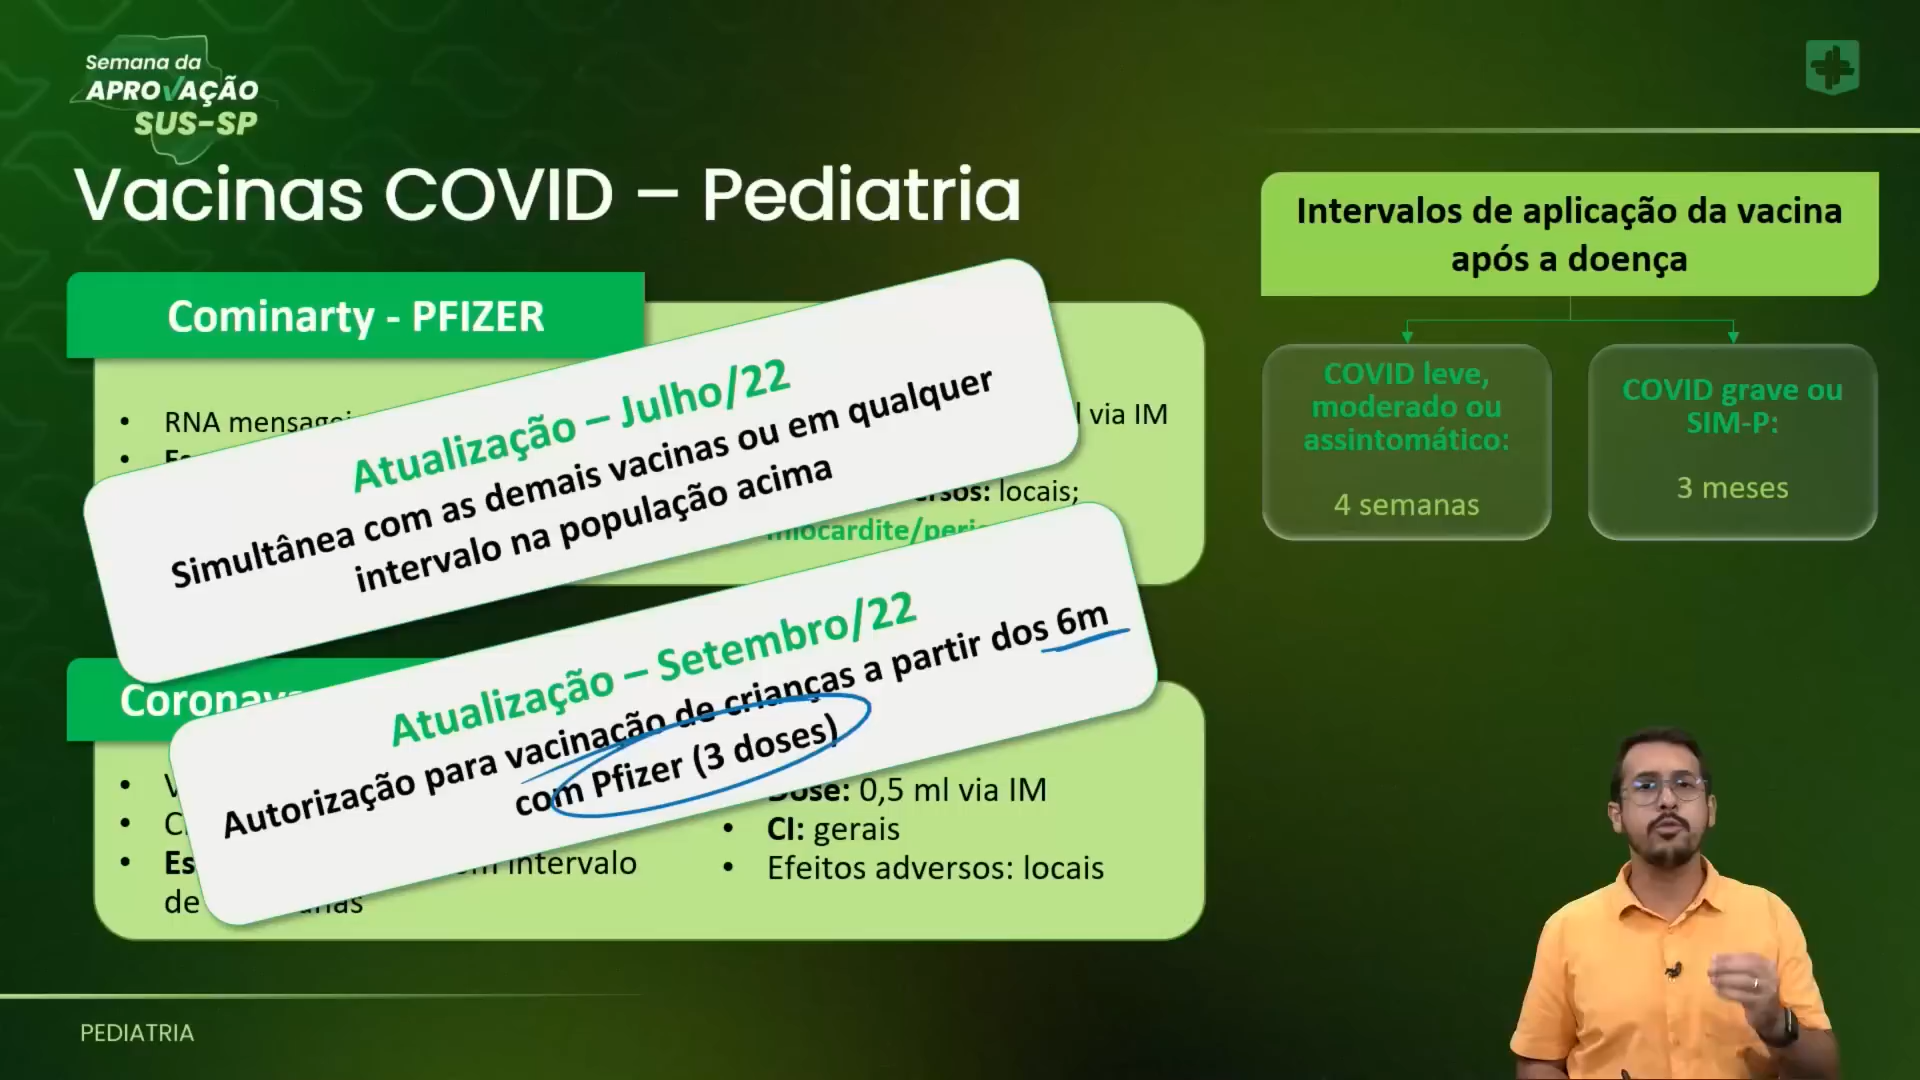 Semana da
APROVAÇÃO
SUS-SP
Vacinas COVID – Pediatria
Cominarty - PFIZER
• RNA
via IM
locais;
Atualização – Julho/22
Simultânea com as demais vacinas ou em qualquer
intervalo na população acima
Atualização – Setembro/22
Autorização para vacinação de crianças a partir dos 6m
com Pfizer (3 doses)
intervalo
de
Dose: 0,5 ml via IM
• CI: gerais
• Efeitos adversos: locais
Intervalos de aplicação da vacina
após a doença
COVID leve,
moderado ou
assintomático:
4 semanas
COVID grave ou
SIM-P:
3 meses
PEDIATRIA